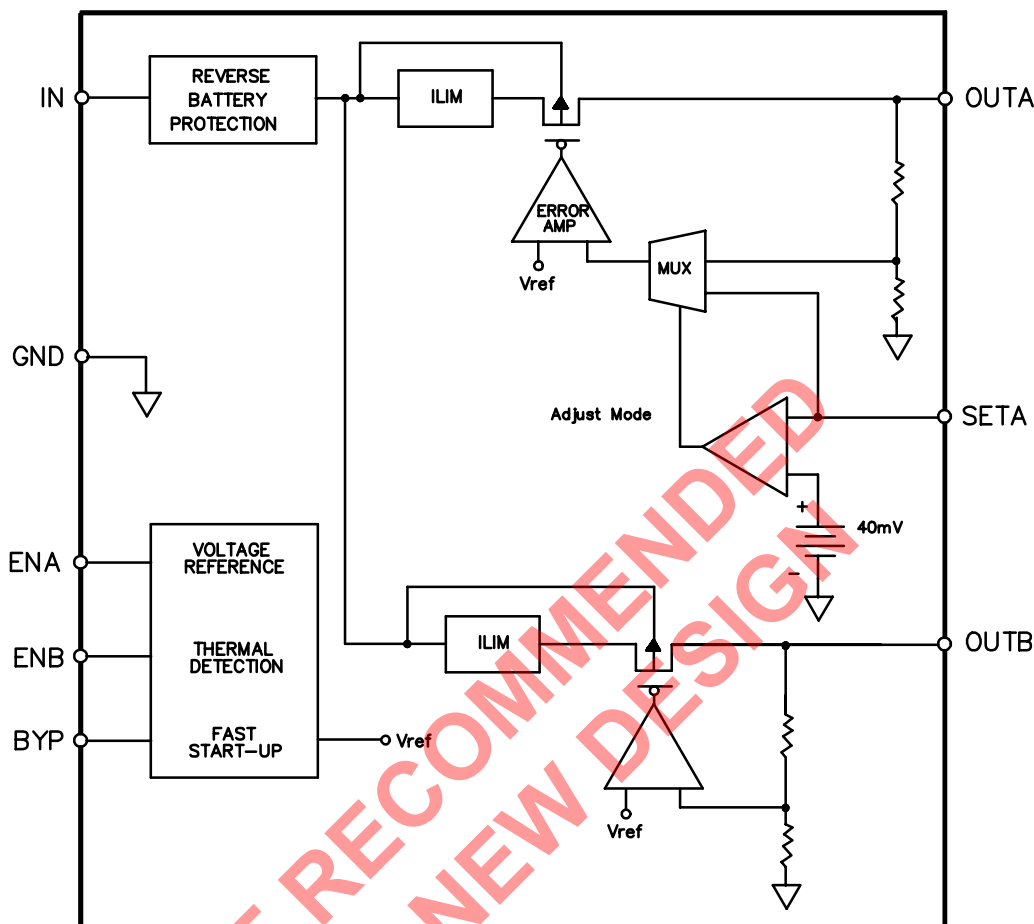 IN
REVERSE
BATTERY
PROTECTION
ILIM
OUTA
ERROR
AMP
MUX
Vref
GND
Adjust Mode
SETA
+
40mV
-
ENA
VOLTAGE
REFERENCE
ENB
THERMAL
DETECTION
ILIM
OUTB
BYP
FAST
START-UP
Vref
Vref
RECOMMENDED
NEW DESIGN